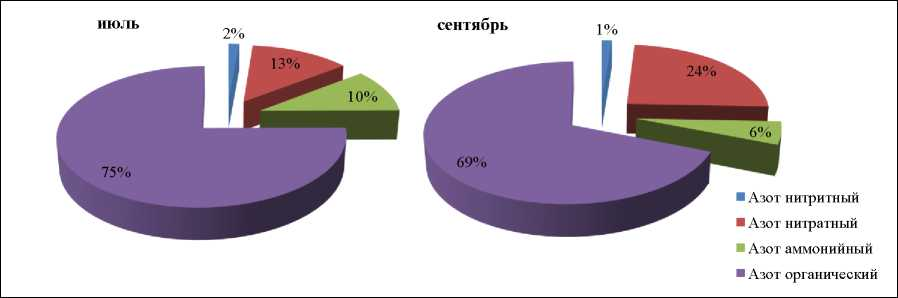 июль
сентябрь
2%
13%
10%
75%
1%
24%
6%
69%
Азот нитритный
Азот нитратный
Азот аммонийный
Азот органический